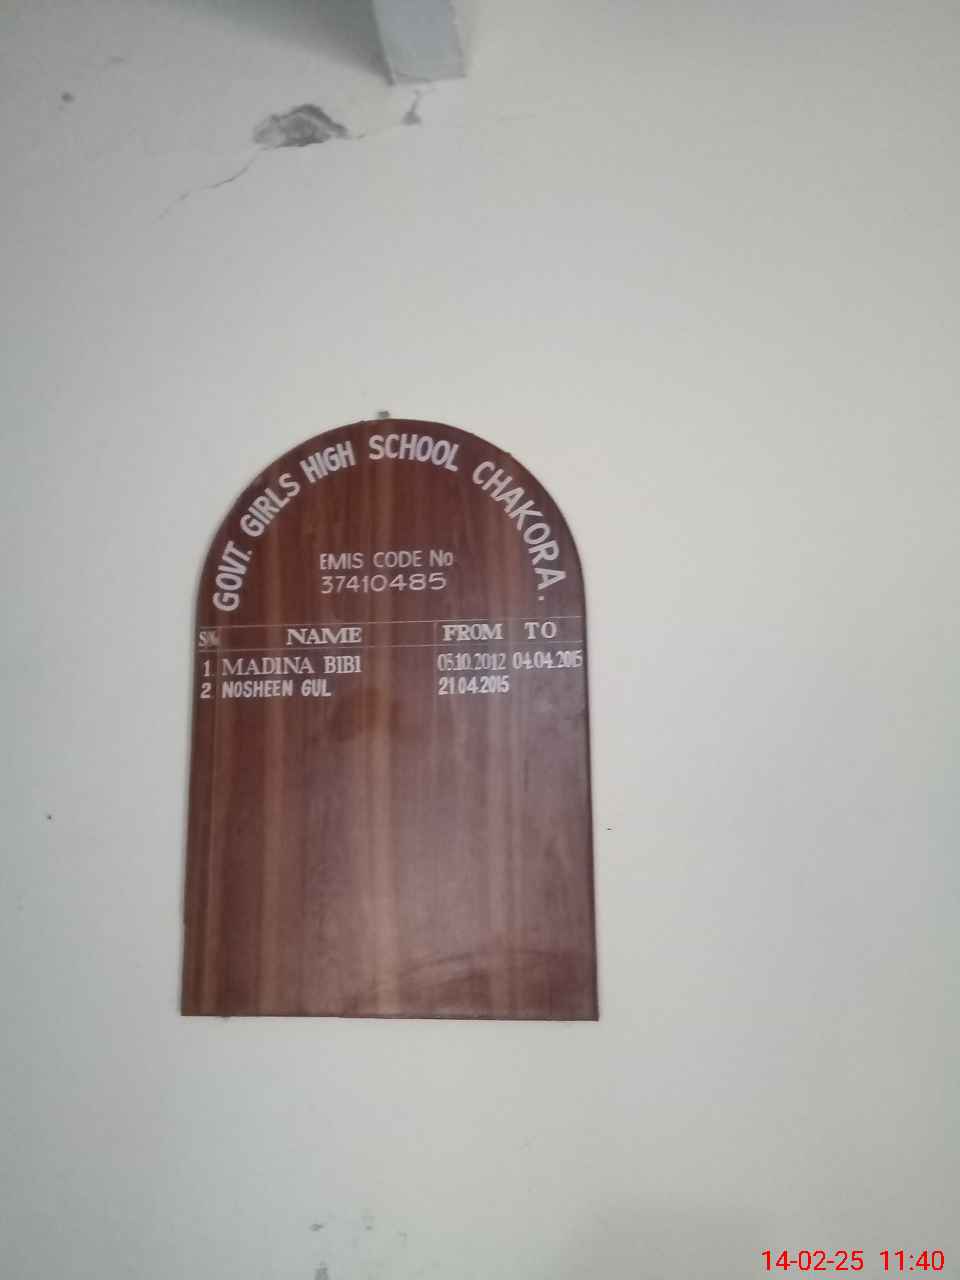 GOVT. GIRLS HIGH SCHOOL CHAKORA.
EMIS CODE No
37410485
S/No NAME FROM TO
1 MADINA BIBI 05.10.2012 04.04.2015
2 NOSHEEN GUL 21.04.2015
14-02-25 11:40